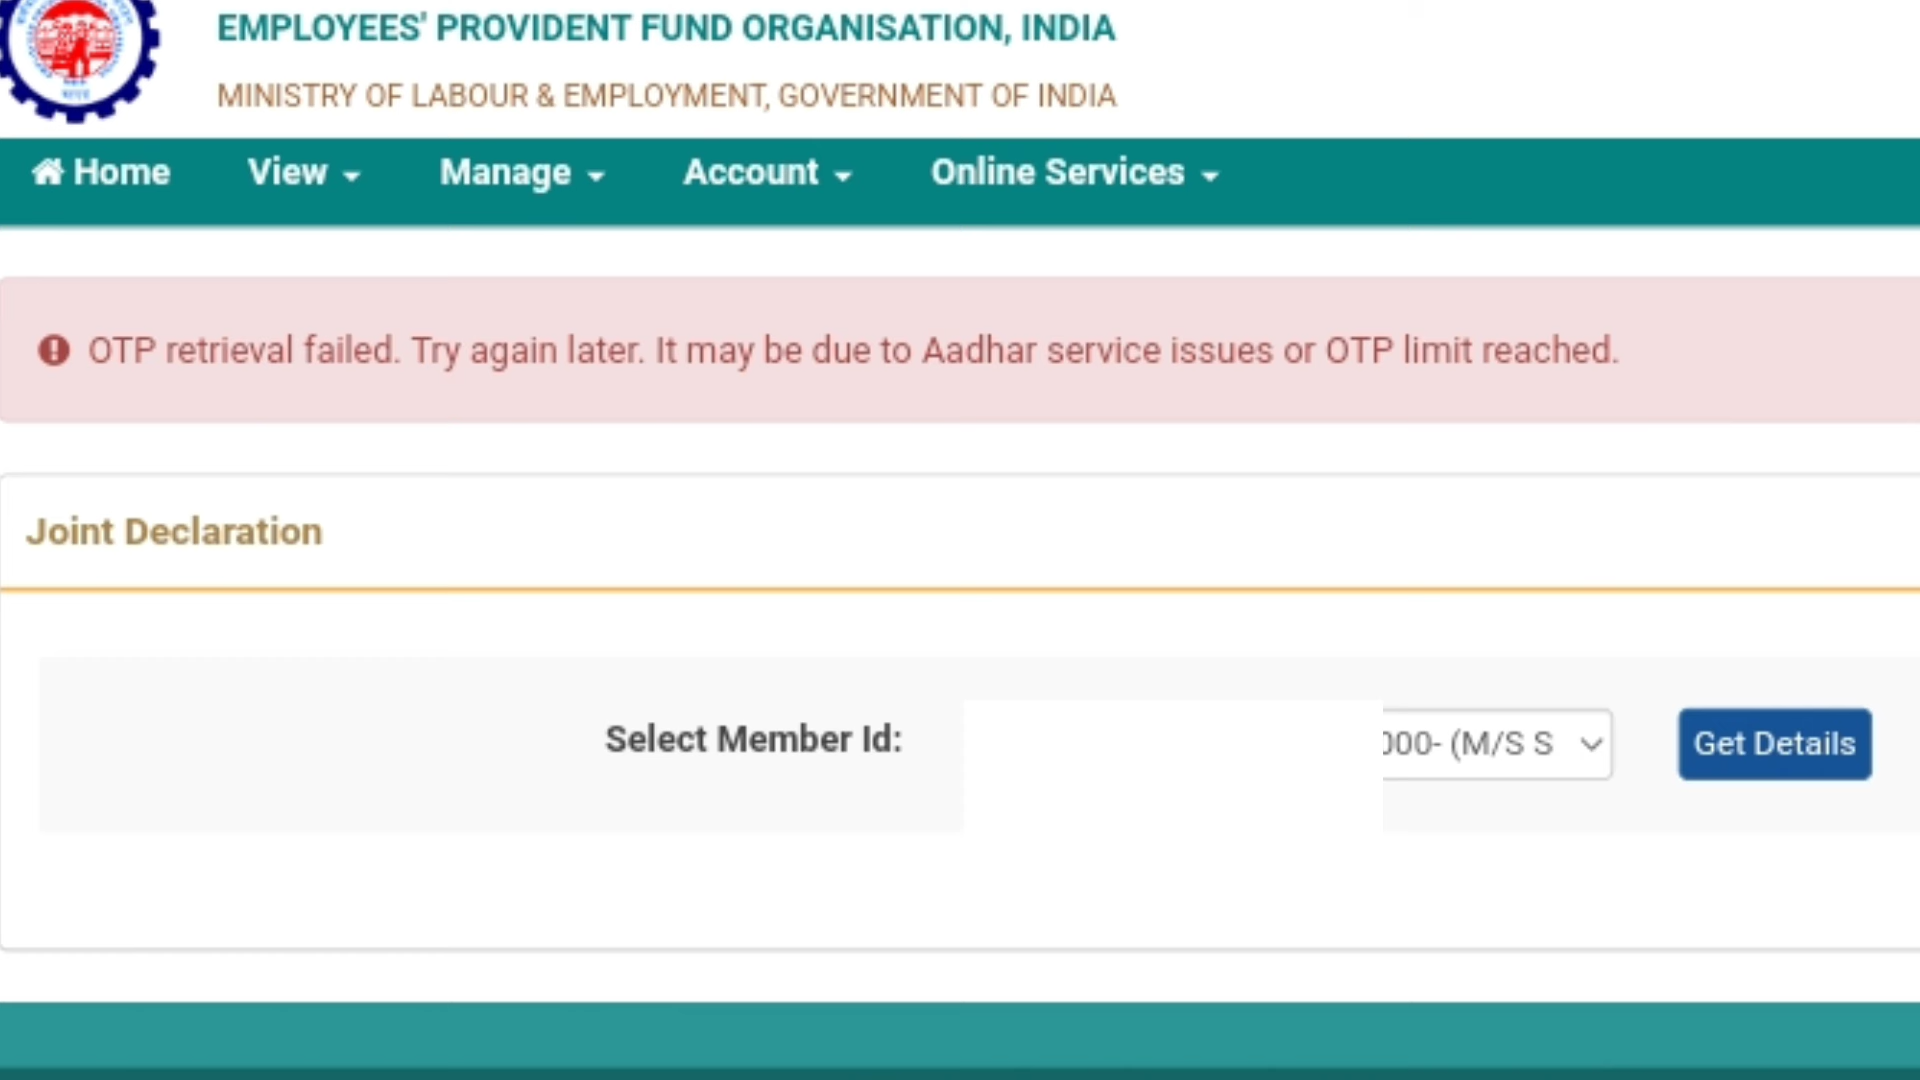 EMPLOYEES' PROVIDENT FUND ORGANISATION, INDIA
MINISTRY OF LABOUR & EMPLOYMENT, GOVERNMENT OF INDIA
Home View Manage Account Online Services
OTP retrieval failed. Try again later. It may be due to Aadhar service issues or OTP limit reached.
Joint Declaration
Select Member Id: 000- (M/S S Get Details